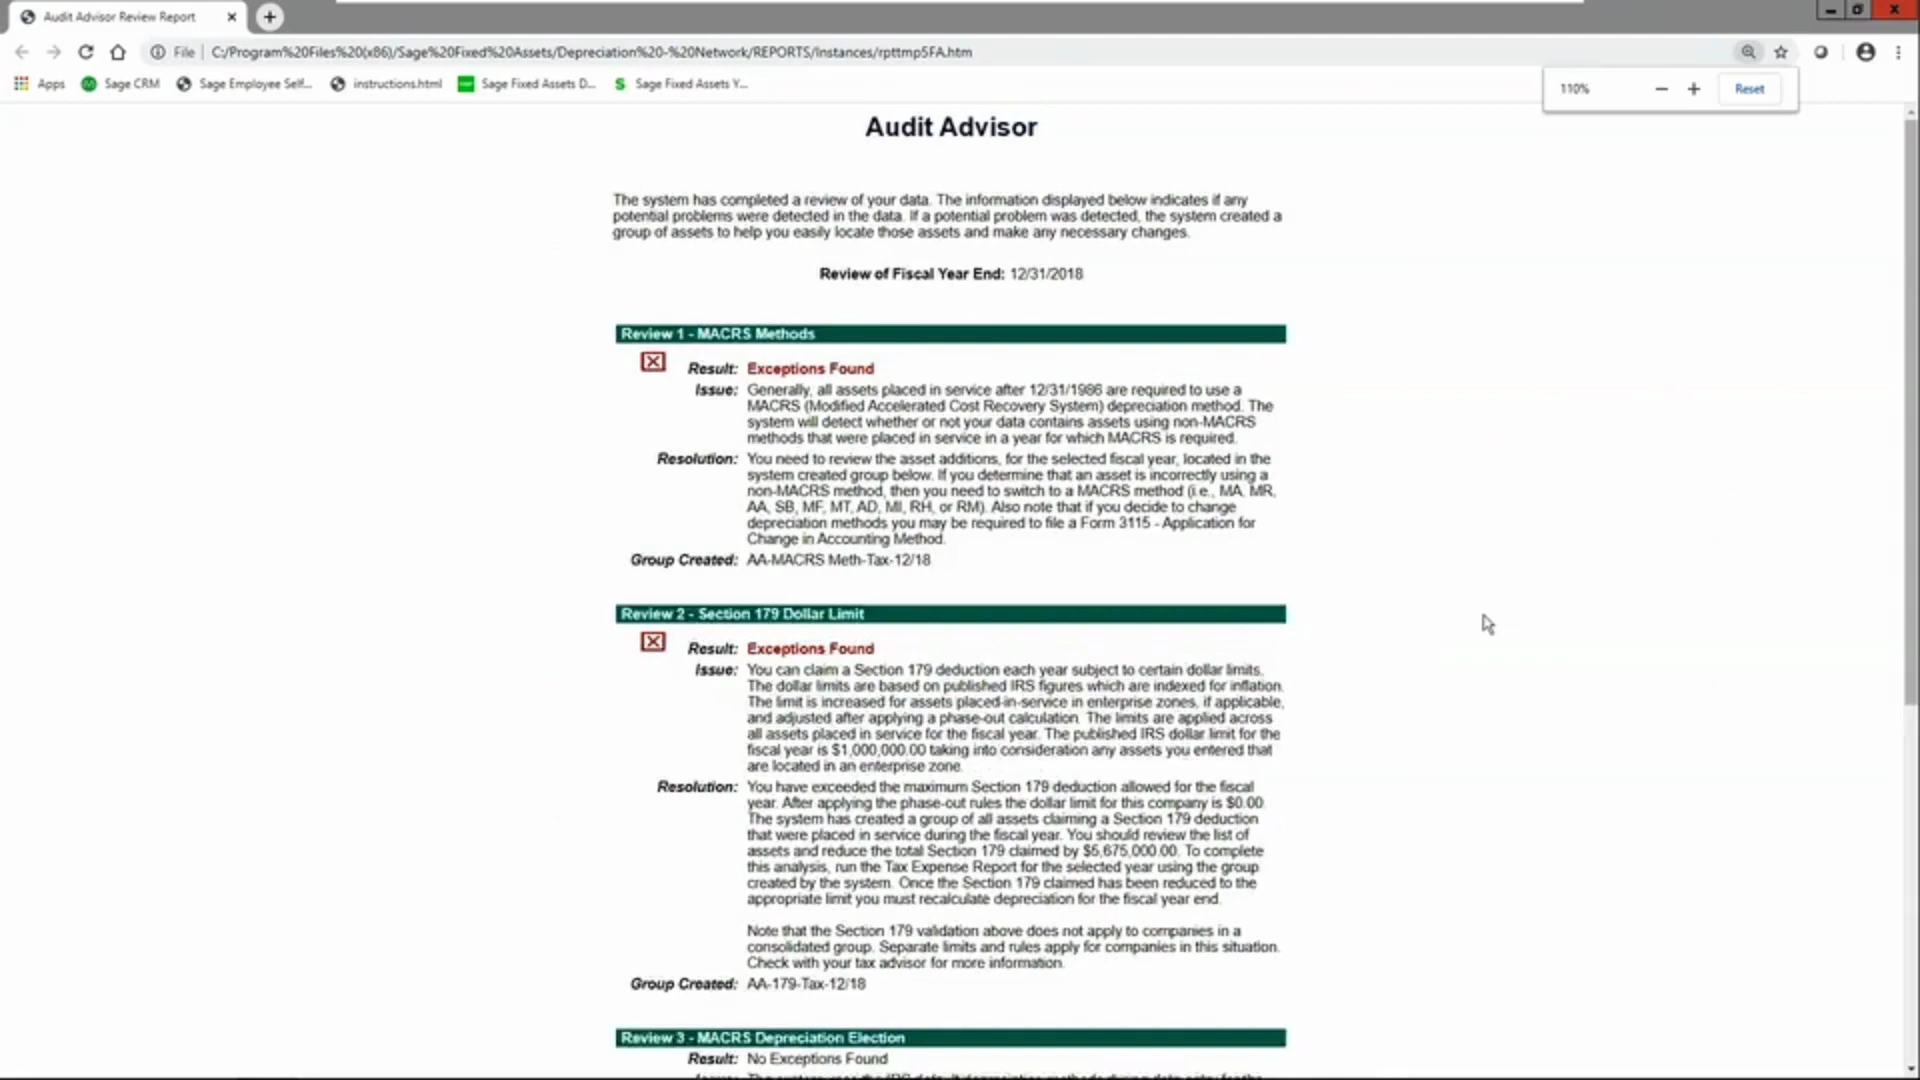 Audit Advisor Review Report
File C:/Program%20Files%20(x86)/Sage%20Fixed%20Assets/Depreciation%20-%20Network/REPORTS/Instances/rpttmp5FA.htm
Apps Sage CRM Sage Employee Self... instructions.html Sage Fixed Assets D... Sage Fixed Assets Y...
110% Reset
Audit Advisor
The system has completed a review of your data. The information displayed below indicates if any
potential problems were detected in the data. If a potential problem was detected, the system created a
group of assets to help you easily locate those assets and make any necessary changes.
Review of Fiscal Year End: 12/31/2018
Review 1 - MACRS Methods
Result: Exceptions Found
Issue: Generally, all assets placed in service after 12/31/1986 are required to use a
MACRS (Modified Accelerated Cost Recovery System) depreciation method. The
system will detect whether or not your data contains assets using non-MACRS
methods that were placed in service in a year for which MACRS is required.
Resolution: You need to review the asset additions, for the selected fiscal year, located in the
system created group below. If you determine that an asset is incorrectly using a
non-MACRS method, then you need to switch to a MACRS method (i.e., MA, MR,
AA, SB, MF, MT, AD, MI, RH, or RM). Also note that if you decide to change
depreciation methods you may be required to file a Form 3115 - Application for
Change in Accounting Method.
Group Created: AA-MACRS Meth-Tax-12/18
Review 2 - Section 179 Dollar Limit
Result: Exceptions Found
Issue: You can claim a Section 179 deduction each year subject to certain dollar limits.
The dollar limits are based on published IRS figures which are indexed for inflation.
The limit is increased for assets placed-in-service in enterprise zones, if applicable,
and adjusted after applying a phase-out calculation. The limits are applied across
all assets placed in service for the fiscal year. The published IRS dollar limit for the
fiscal year is $1,000,000.00 taking into consideration any assets you entered that
are located in an enterprise zone.
Resolution: You have exceeded the maximum Section 179 deduction allowed for the fiscal
year. After applying the phase-out rules the dollar limit for this company is $0.00.
The system has created a group of all assets claiming a Section 179 deduction
that were placed in service during the fiscal year. You should review the list of
assets and reduce the total Section 179 claimed by $5,675,000.00. To complete
this analysis, run the Tax Expense Report for the selected year using the group
created by the system. Once the Section 179 claimed has been reduced to the
appropriate limit you must recalculate depreciation for the fiscal year end.
Note that the Section 179 validation above does not apply to companies in a
consolidated group. Separate limits and rules apply for companies in this situation.
Check with your tax advisor for more information.
Group Created: AA-179-Tax-12/18
Review 3 - MACRS Depreciation Election
Result: No Exceptions Found